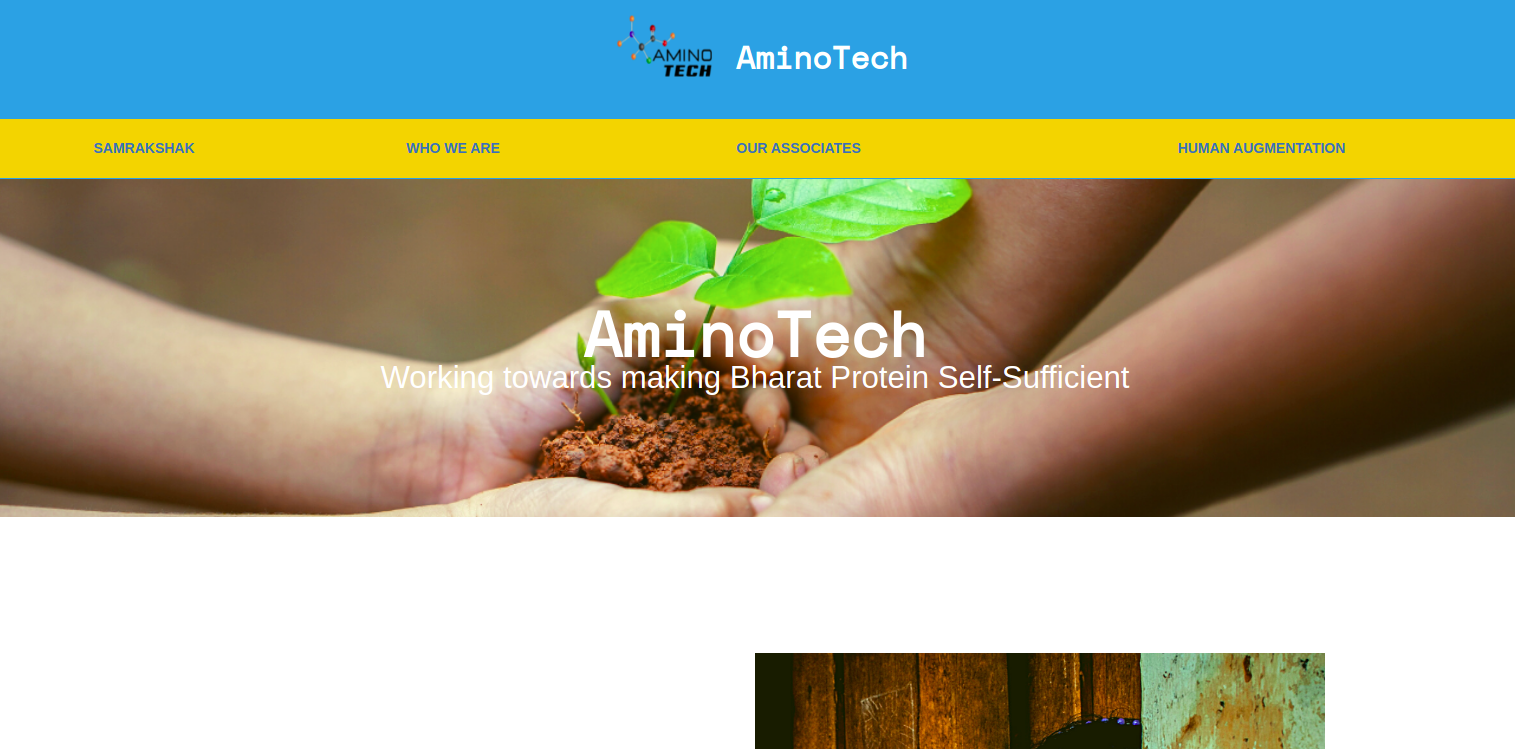 AMINO
TECH
AminoTech
SAMRAKSHAK
WHO WE ARE
OUR ASSOCIATES
HUMAN AUGMENTATION
AminoTech
Working towards making Bharat Protein Self-Sufficient